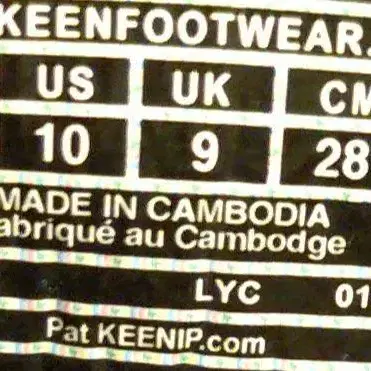 KEENFOOTWEAR.
US UK CM
10 9 28
MADE IN CAMBODIA
abriqué au Cambodge
LYC 01
Pat KEENIP.com